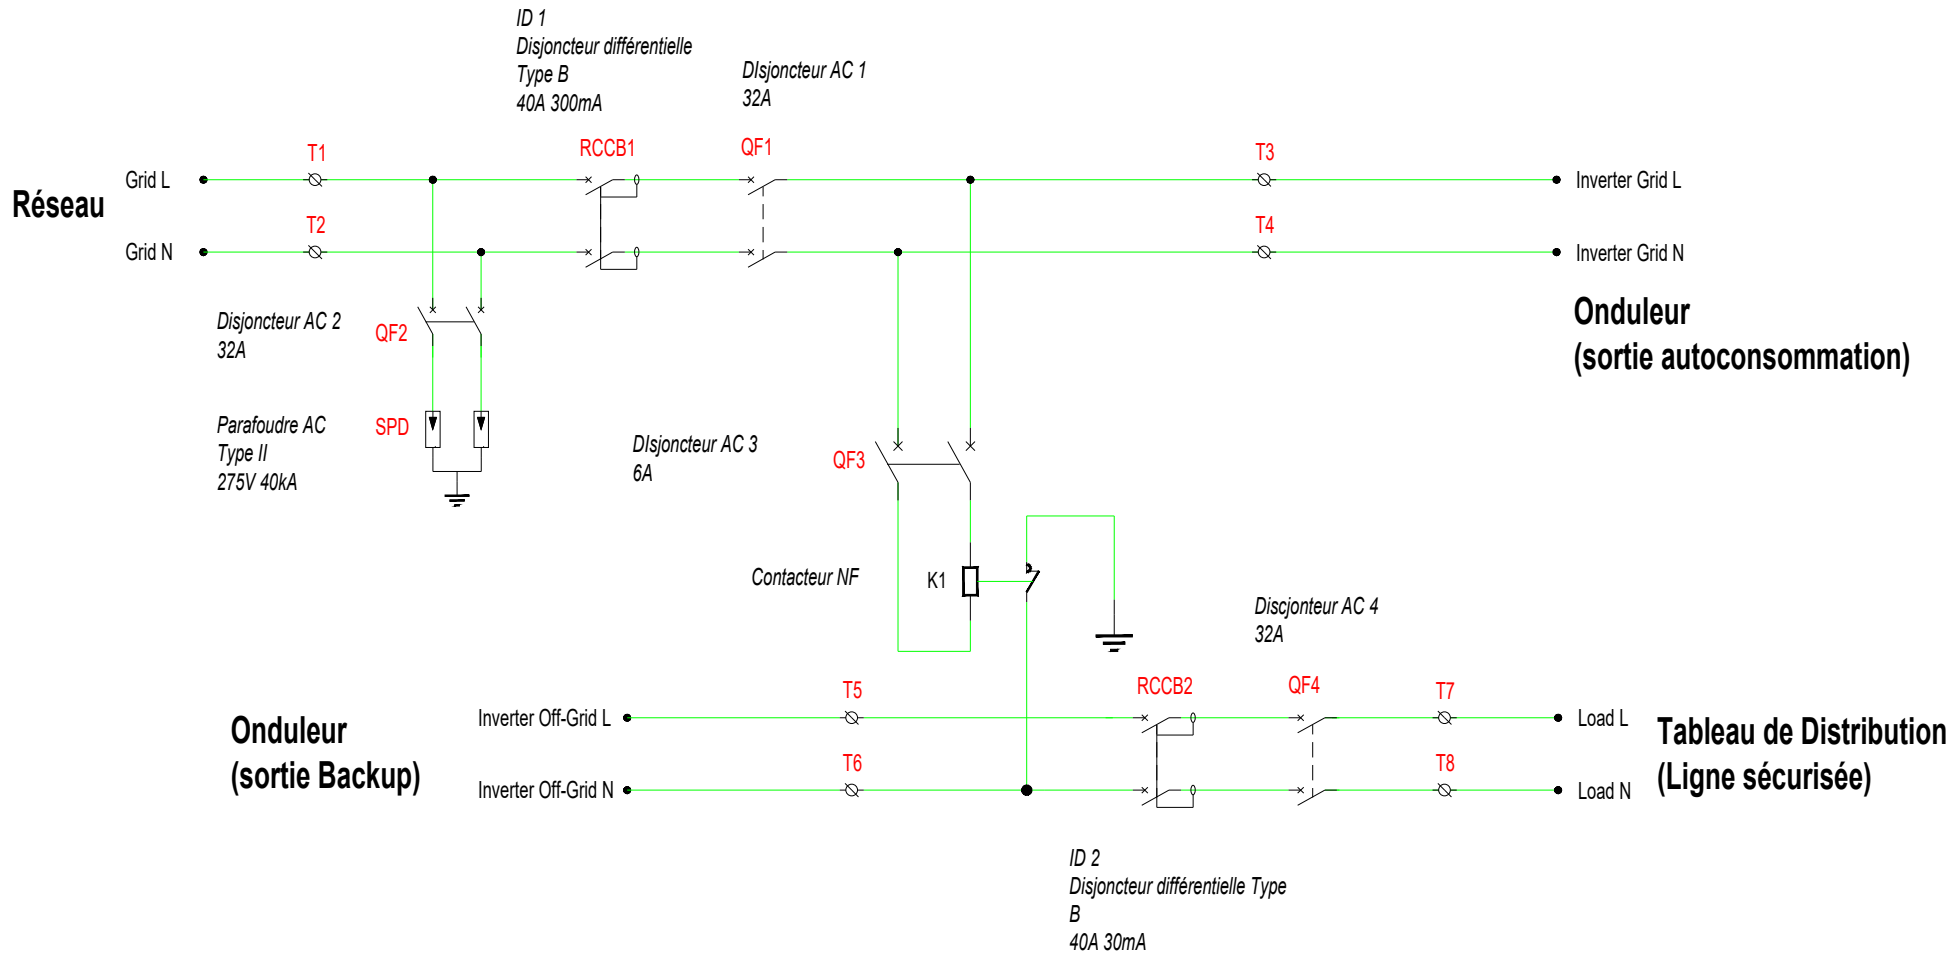 ID 1
Disjoncteur différentielle
Type B
40A 300mA
DIsjoncteur AC 1
32A
T1
RCCB1
QF1
T3
Grid L
Inverter Grid L
Réseau
T2
T4
Grid N
Inverter Grid N
Disjoncteur AC 2
32A
QF2
Onduleur
(sortie autoconsommation)
Parafoudre AC
Type II
275V 40kA
SPD
DIsjoncteur AC 3
6A
QF3
Contacteur NF
K1
Discjonteur AC 4
32A
T5
RCCB2
QF4
T7
Onduleur
(sortie Backup)
Inverter Off-Grid L
Load L
Tableau de Distribution
(Ligne sécurisée)
T6
T8
Inverter Off-Grid N
Load N
ID 2
Disjoncteur différentielle Type
B
40A 30mA